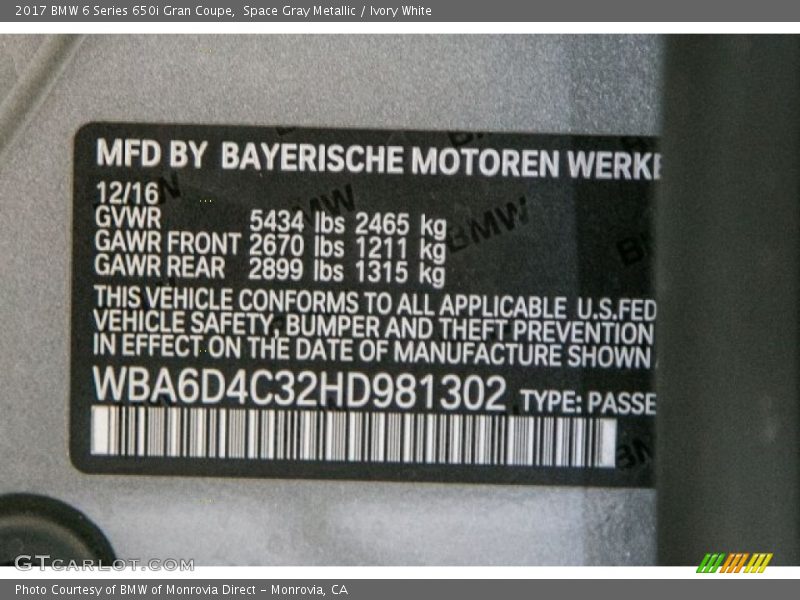 2017 BMW 6 Series 650i Gran Coupe,  Space Gray Metallic / Ivory White
MFD BY BAYERISCHE MOTOREN WERKE
12/16
GVWR 5434 lbs 2465 kg
GAWR FRONT 2670 lbs 1211 kg
GAWR REAR 2899 lbs 1315 kg
THIS VEHICLE CONFORMS TO ALL APPLICABLE U.S.FED
VEHICLE SAFETY, BUMPER AND THEFT PREVENTION
IN EFFECT ON THE DATE OF MANUFACTURE SHOWN
WBA6D4C32HD981302 TYPE: PASSE
GTCARLOT.COM
Photo Courtesy of BMW of Monrovia Direct - Monrovia, CA